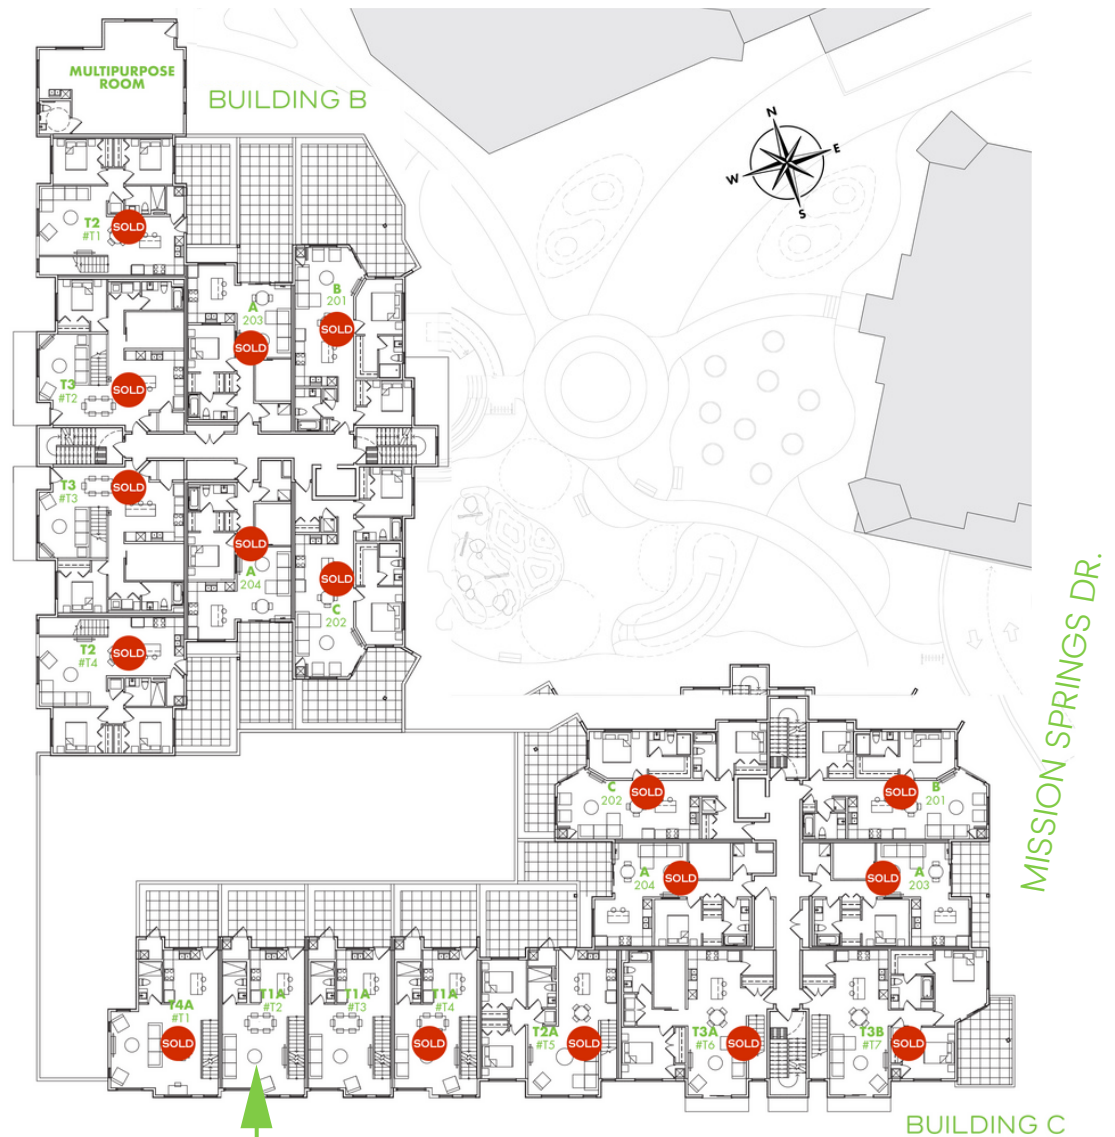 MULTIPURPOSE
ROOM
BUILDING B
N
E
W
S
T2
#T1
SOLD
A
203
SOLD
B
201
SOLD
T3
#T2
SOLD
T3
#T3
SOLD
A
204
SOLD
C
202
SOLD
T2
#T4
SOLD
MISSION SPRINGS DR.
C
202
SOLD
B
201
SOLD
A
204
SOLD
A
203
SOLD
T4A
#T1
SOLD
T1A
#T2
T1A
#T3
T1A
#T4
SOLD
T2A
#T5
SOLD
T3A
#T6
SOLD
T3B
#T7
SOLD
BUILDING C